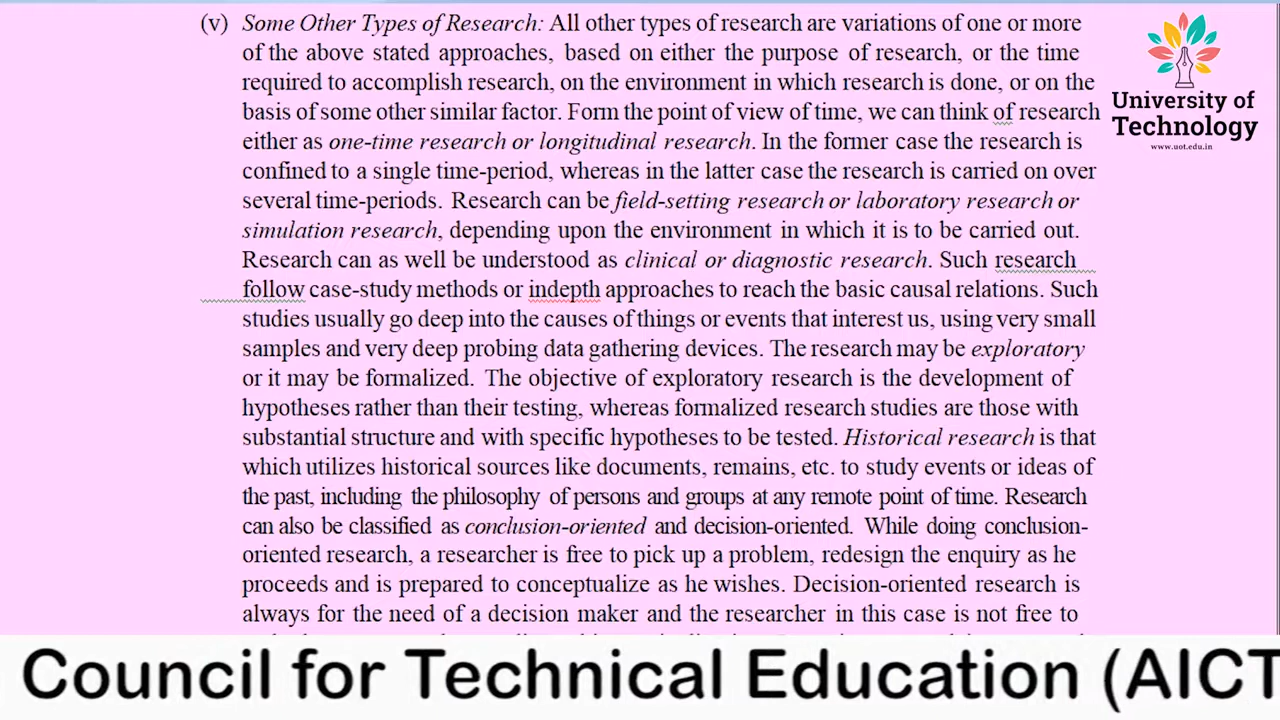 (v) Some Other Types of Research: All other types of research are variations of one or more
of the above stated approaches, based on either the purpose of research, or the time
required to accomplish research, on the environment in which research is done, or on the
basis of some other similar factor. Form the point of view of time, we can think of research
either as one-time research or longitudinal research. In the former case the research is
confined to a single time-period, whereas in the latter case the research is carried on over
several time-periods. Research can be field-setting research or laboratory research or
simulation research, depending upon the environment in which it is to be carried out.
Research can as well be understood as clinical or diagnostic research. Such research
follow case-study methods or indepth approaches to reach the basic causal relations. Such
studies usually go deep into the causes of things or events that interest us, using very small
samples and very deep probing data gathering devices. The research may be exploratory
or it may be formalized. The objective of exploratory research is the development of
hypotheses rather than their testing, whereas formalized research studies are those with
substantial structure and with specific hypotheses to be tested. Historical research is that
which utilizes historical sources like documents, remains, etc. to study events or ideas of
the past, including the philosophy of persons and groups at any remote point of time. Research
can also be classified as conclusion-oriented and decision-oriented. While doing conclusion-
oriented research, a researcher is free to pick up a problem, redesign the enquiry as he
proceeds and is prepared to conceptualize as he wishes. Decision-oriented research is
always for the need of a decision maker and the researcher in this case is not free to
University of
Technology
www.uot.edu.in
Council for Technical Education (AICT